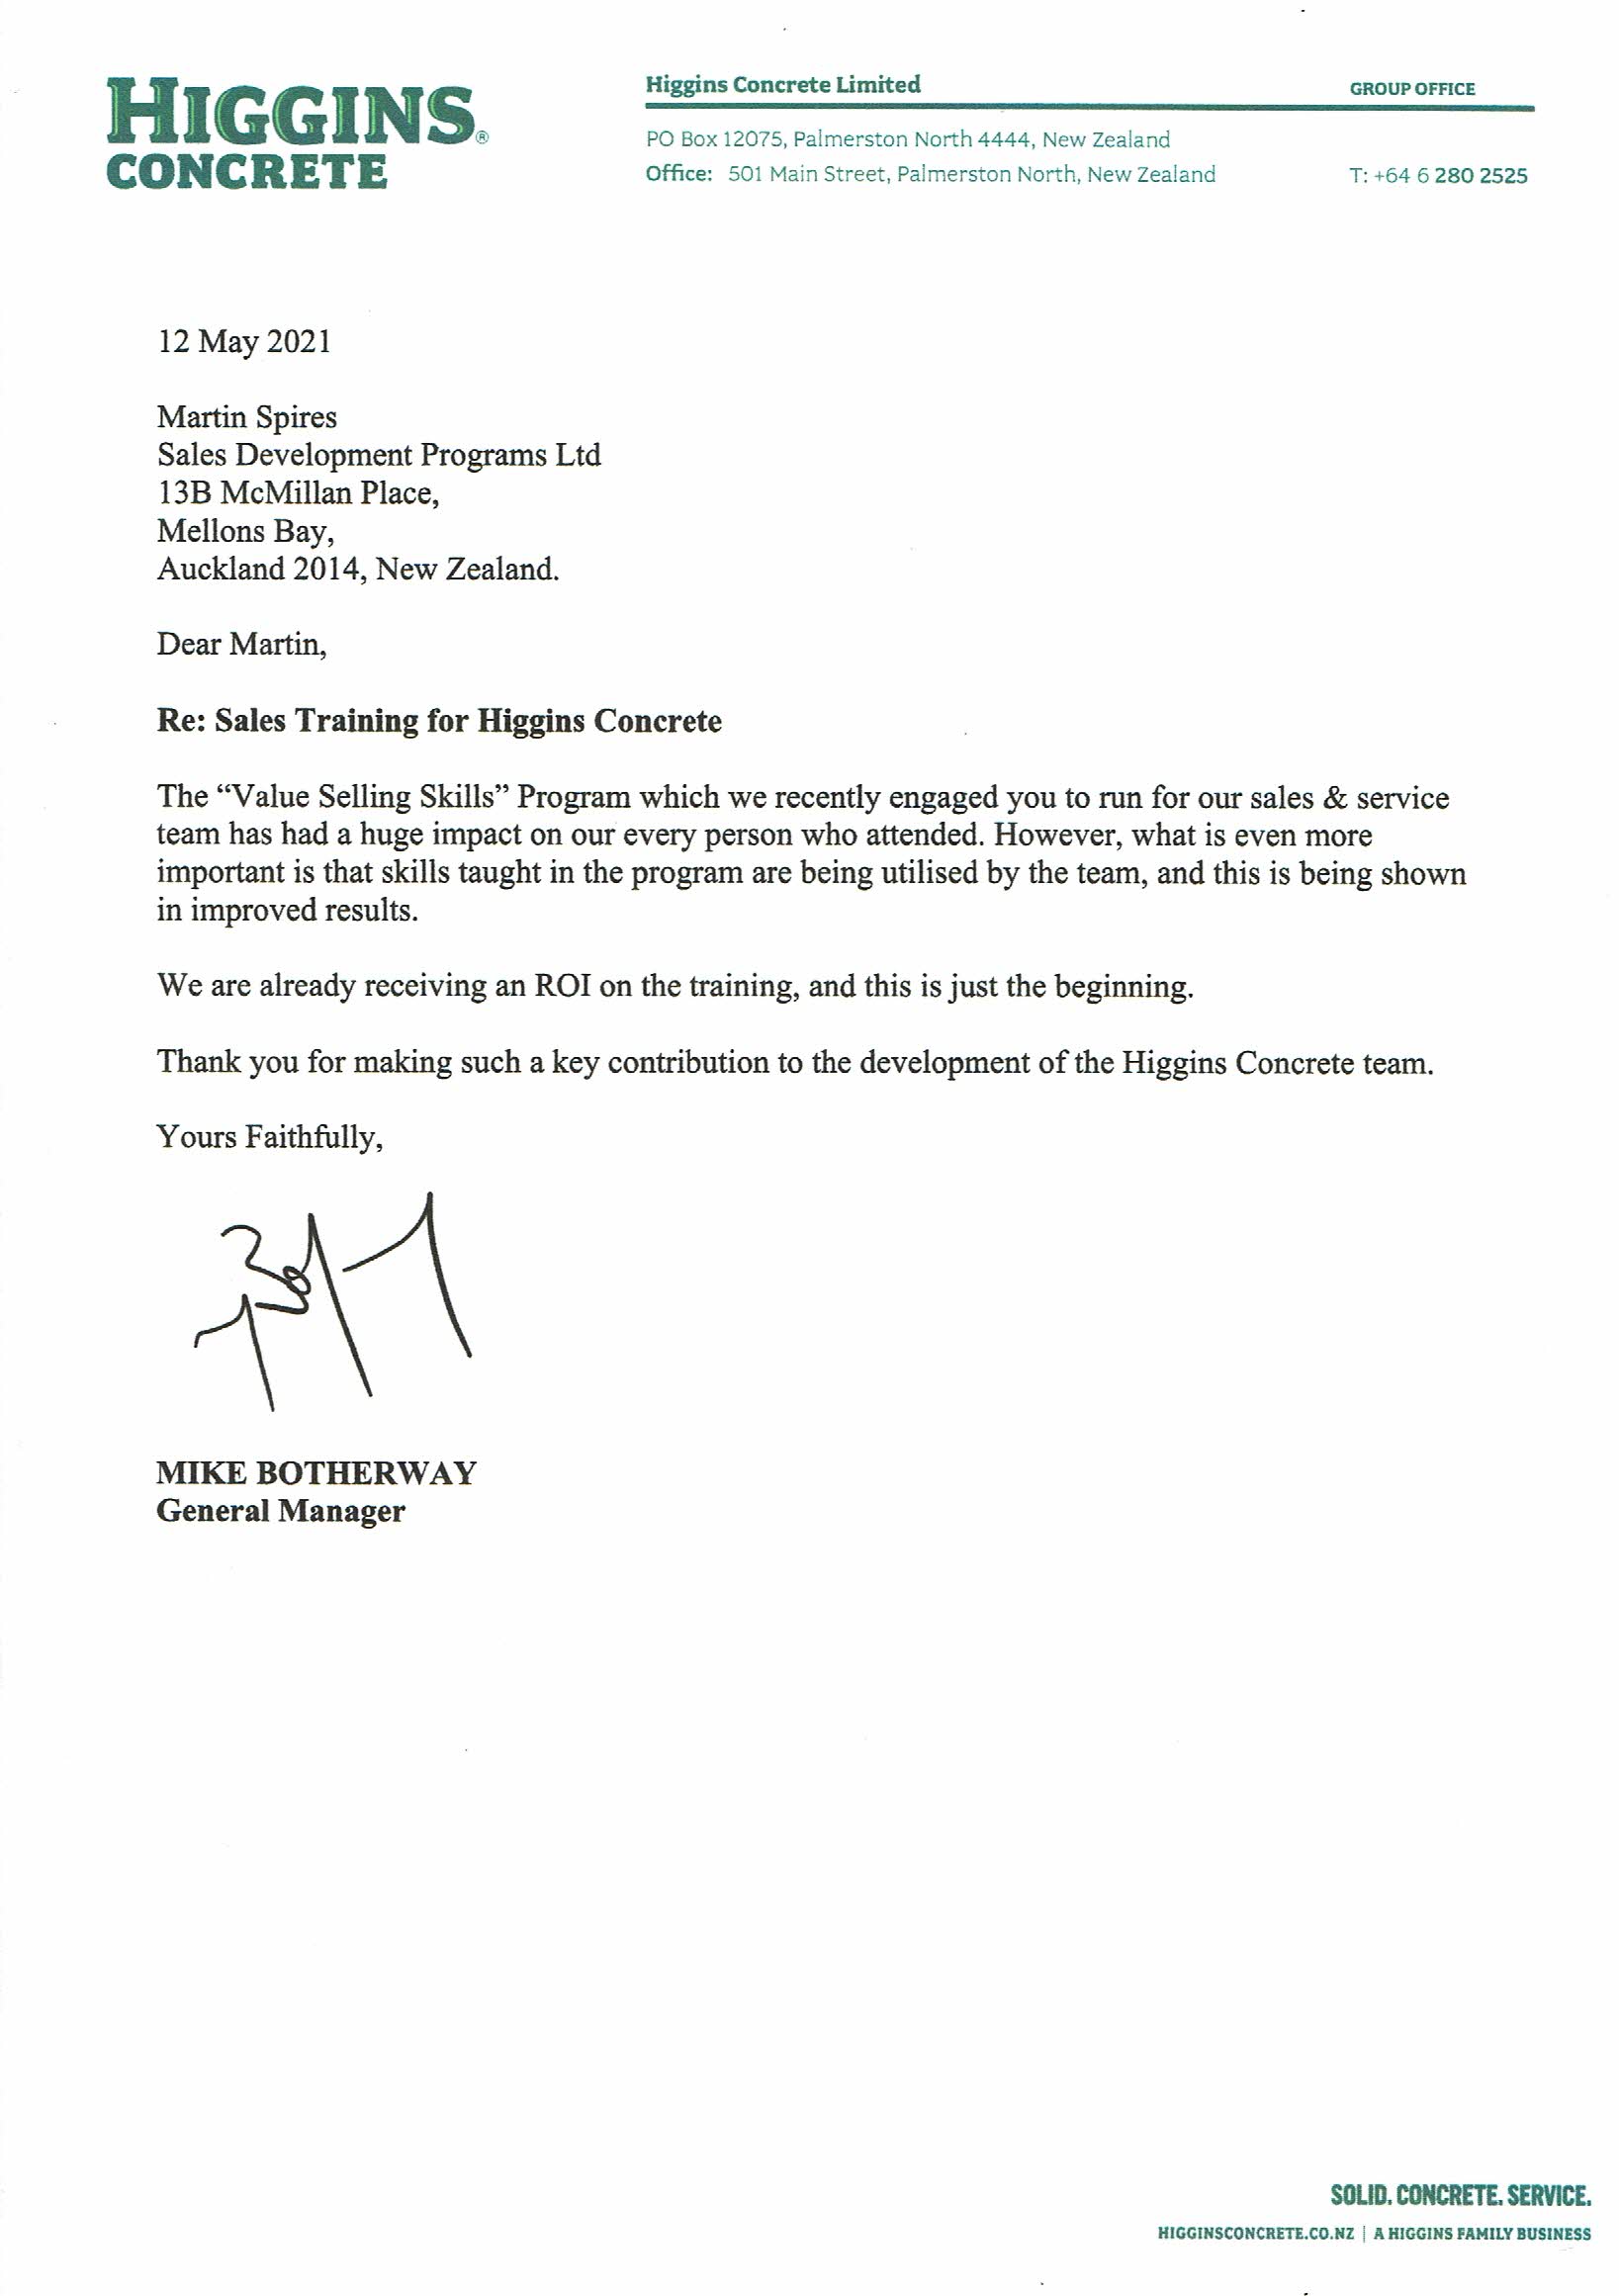 HIGGINS®
CONCRETE
Higgins Concrete Limited
GROUP OFFICE
PO Box 12075, Palmerston North 4444, New Zealand
Office: 501 Main Street, Palmerston North, New Zealand
T: +64 6 280 2525
12 May 2021
Martin Spires
Sales Development Programs Ltd
13B McMillan Place,
Mellons Bay,
Auckland 2014, New Zealand.
Dear Martin,
Re: Sales Training for Higgins Concrete
The “Value Selling Skills” Program which we recently engaged you to run for our sales & service
team has had a huge impact on our every person who attended. However, what is even more
important is that skills taught in the program are being utilised by the team, and this is being shown
in improved results.
We are already receiving an ROI on the training, and this is just the beginning.
Thank you for making such a key contribution to the development of the Higgins Concrete team.
Yours Faithfully,
MIKE BOTHERWAY
General Manager
SOLID. CONCRETE. SERVICE.
HIGGINSCONCRETE.CO.NZ | A HIGGINS FAMILY BUSINESS